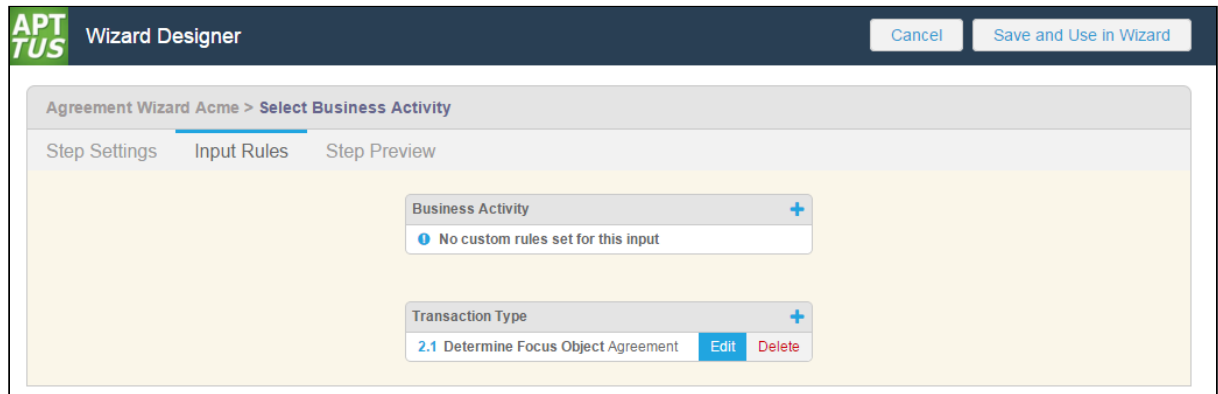 APT
TUS
Wizard Designer
Cancel
Save and Use in Wizard
Agreement Wizard Acme > Select Business Activity
Step Settings
Input Rules
Step Preview
Business Activity
No custom rules set for this input
Transaction Type
2.1 Determine Focus Object Agreement
Edit
Delete